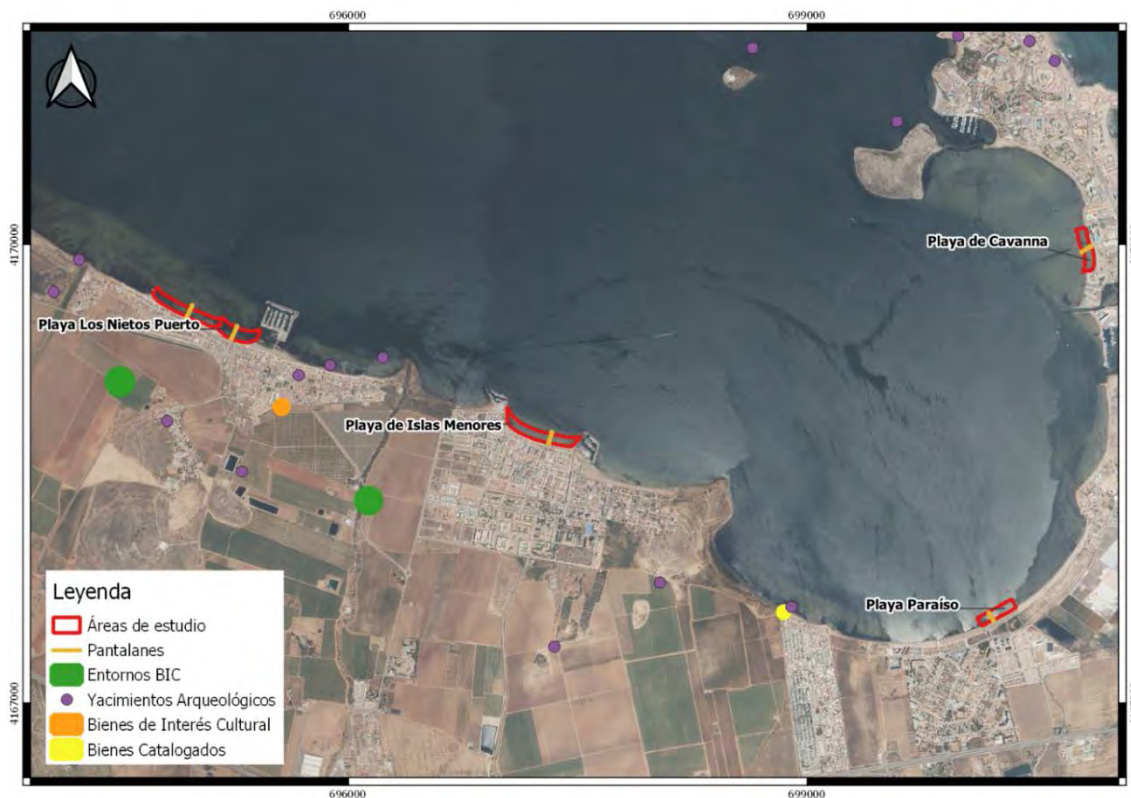 696000
699000
4170000
Playa de Cavanna
Playa Los Nietos Puerto
Playa de Islas Menores
Playa Paraíso
Leyenda
Áreas de estudio
Pantalanes
Entornos BIC
Yacimientos Arqueológicos
Bienes de Interés Cultural
Bienes Catalogados
4167000
696000
699000